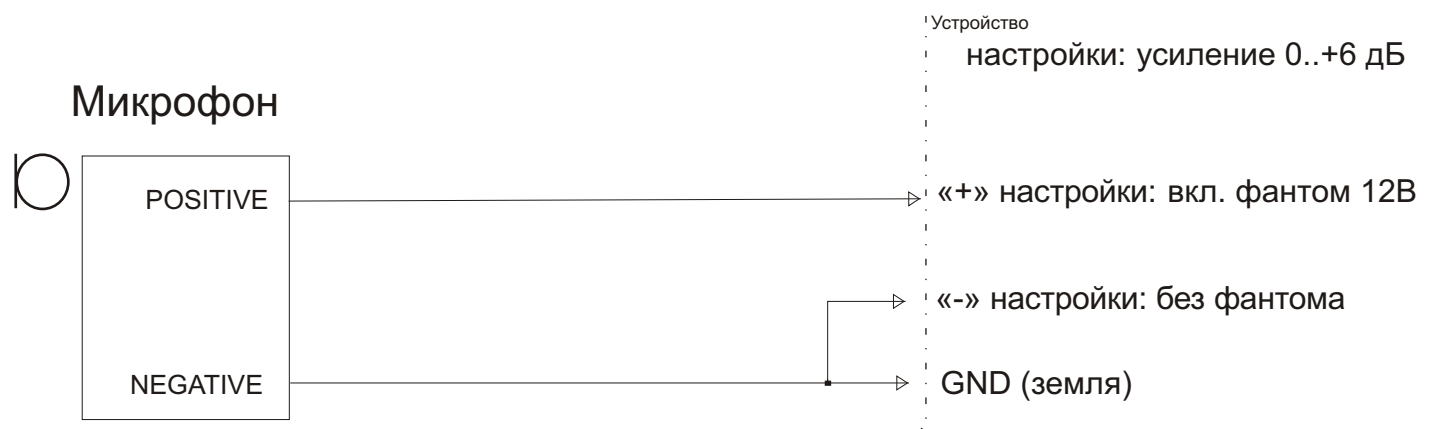 Устройство
настройки: усиление 0..+6 дБ
Микрофон
POSITIVE
«+» настройки: вкл. фантом 12В
«-» настройки: без фантома
NEGATIVE
GND (земля)